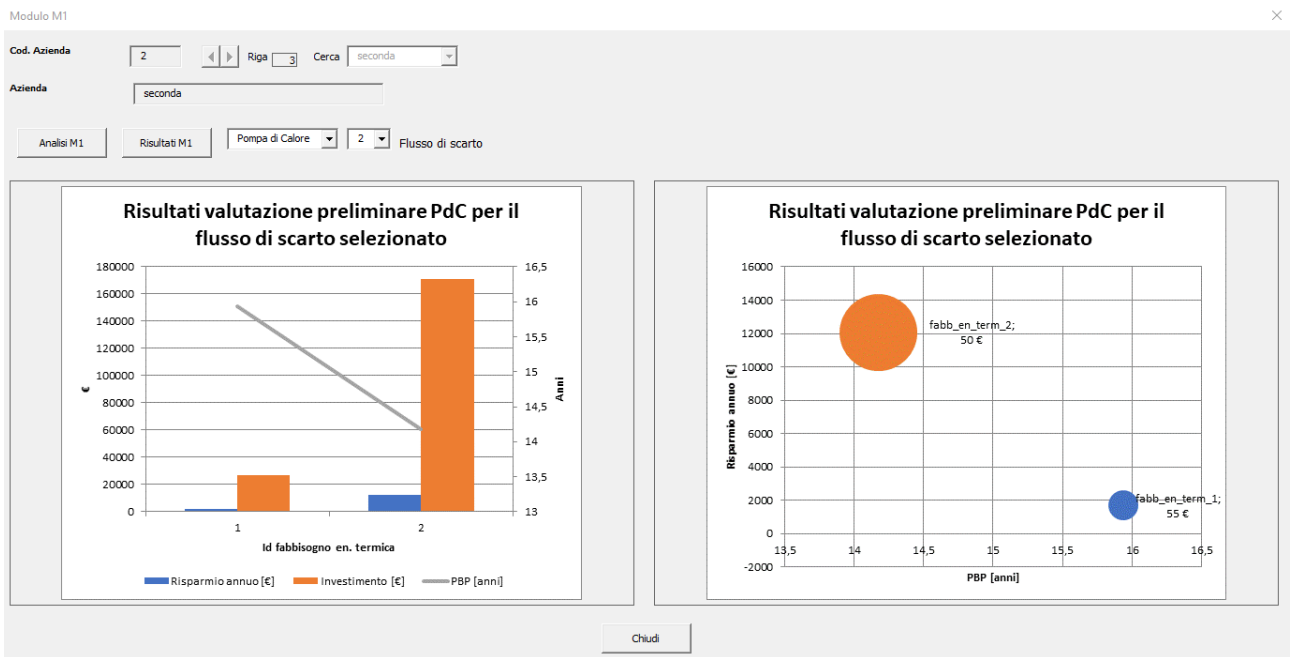 Modulo M1
Cod. Azienda
2
Riga
3
Cerca
seconda
Azienda
seconda
Analisi M1
Risultati M1
Pompa di Calore
2
Flusso di scarto
Risultati valutazione preliminare PdC per il
flusso di scarto selezionato
180000
160000
140000
120000
100000
80000
60000
40000
20000
0
€
16,5
16
15,5
15
14,5
14
13,5
13
Anni
1
2
Id fabbisogno en. termica
Risparmio annuo [€]
Investimento [€]
PBP [anni]
Risultati valutazione preliminare PdC per il
flusso di scarto selezionato
16000
14000
12000
10000
8000
6000
4000
2000
0
-2000
Risparmio annuo [€]
fabb_en_term_2;
50 €
fabb_en_term_1;
55 €
13,5
14
14,5
15
15,5
16
16,5
PBP [anni]
Chiudi